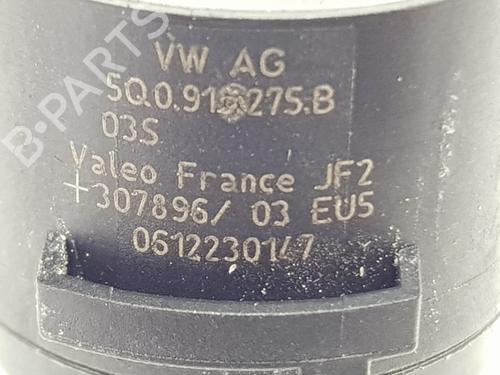 VW AG
5Q0.919275.B
03S
Valeo France JF2
+307896/ 03 EU5
0612230147
B-PARTS